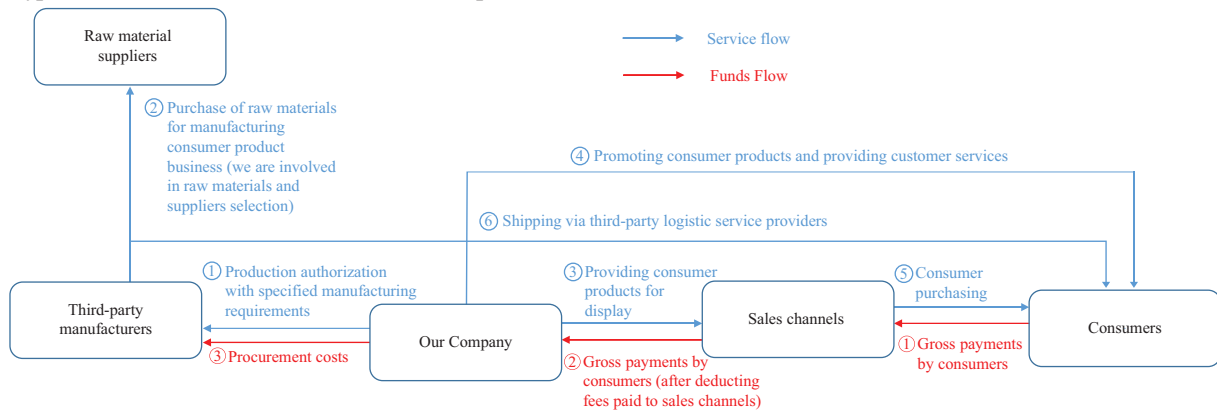 Raw material
suppliers
Service flow
Funds Flow
② Purchase of raw materials
for manufacturing
consumer product
business (we are involved
in raw materials and
suppliers selection)
④ Promoting consumer products and providing customer services
⑥ Shipping via third-party logistic service providers
① Production authorization
with specified manufacturing
requirements
③ Providing consumer
products for
display
⑤ Consumer
purchasing
Third-party
manufacturers
Our Company
Sales channels
Consumers
③ Procurement costs
② Gross payments by
consumers (after deducting
fees paid to sales channels)
① Gross payments
by consumers